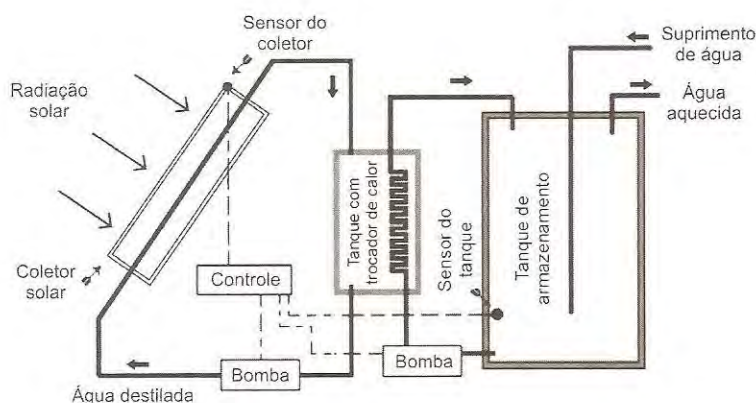 Sensor do
coletor
Suprimento
de água
Radiação
solar
Água
aquecida
Tanque com
trocador de calor
Sensor do
tanque
Tanque de
armazenamento
Coletor
solar
Controle
Bomba
Bomba
Água destilada